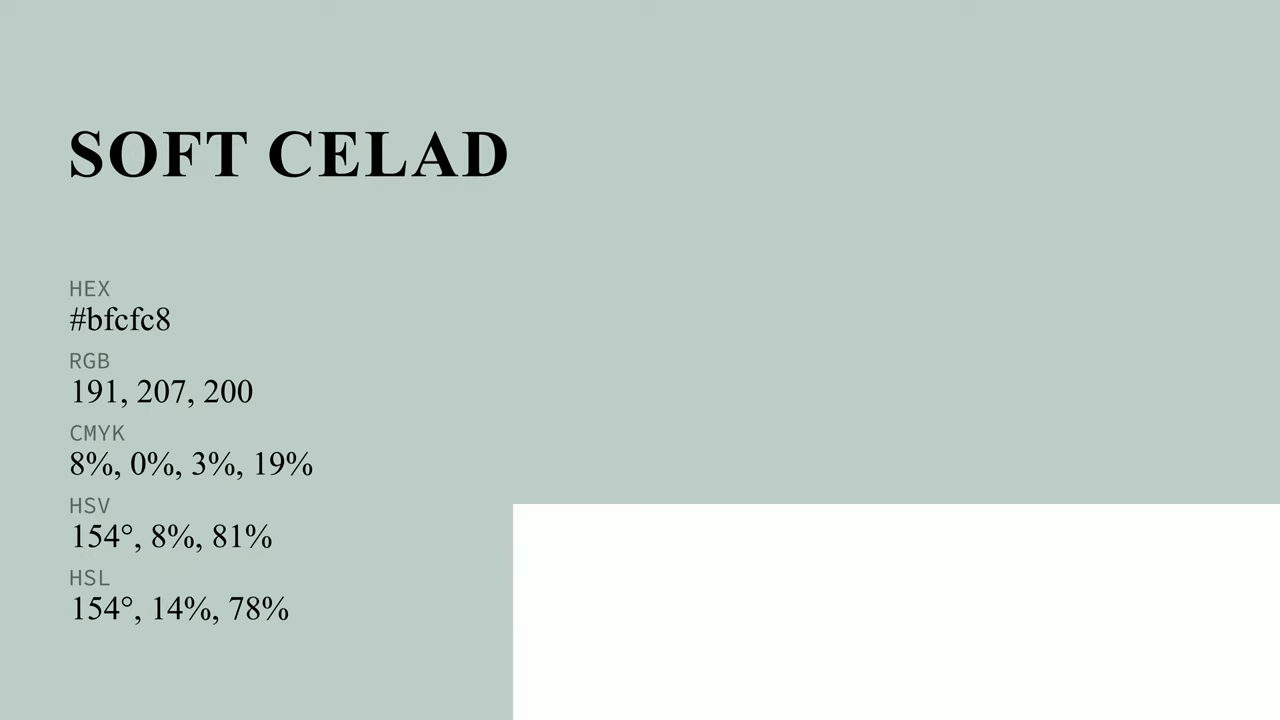 SOFT CELAD
HEX
#bfcfc8
RGB
191, 207, 200
CMYK
8%, 0%, 3%, 19%
HSV
154°, 8%, 81%
HSL
154°, 14%, 78%